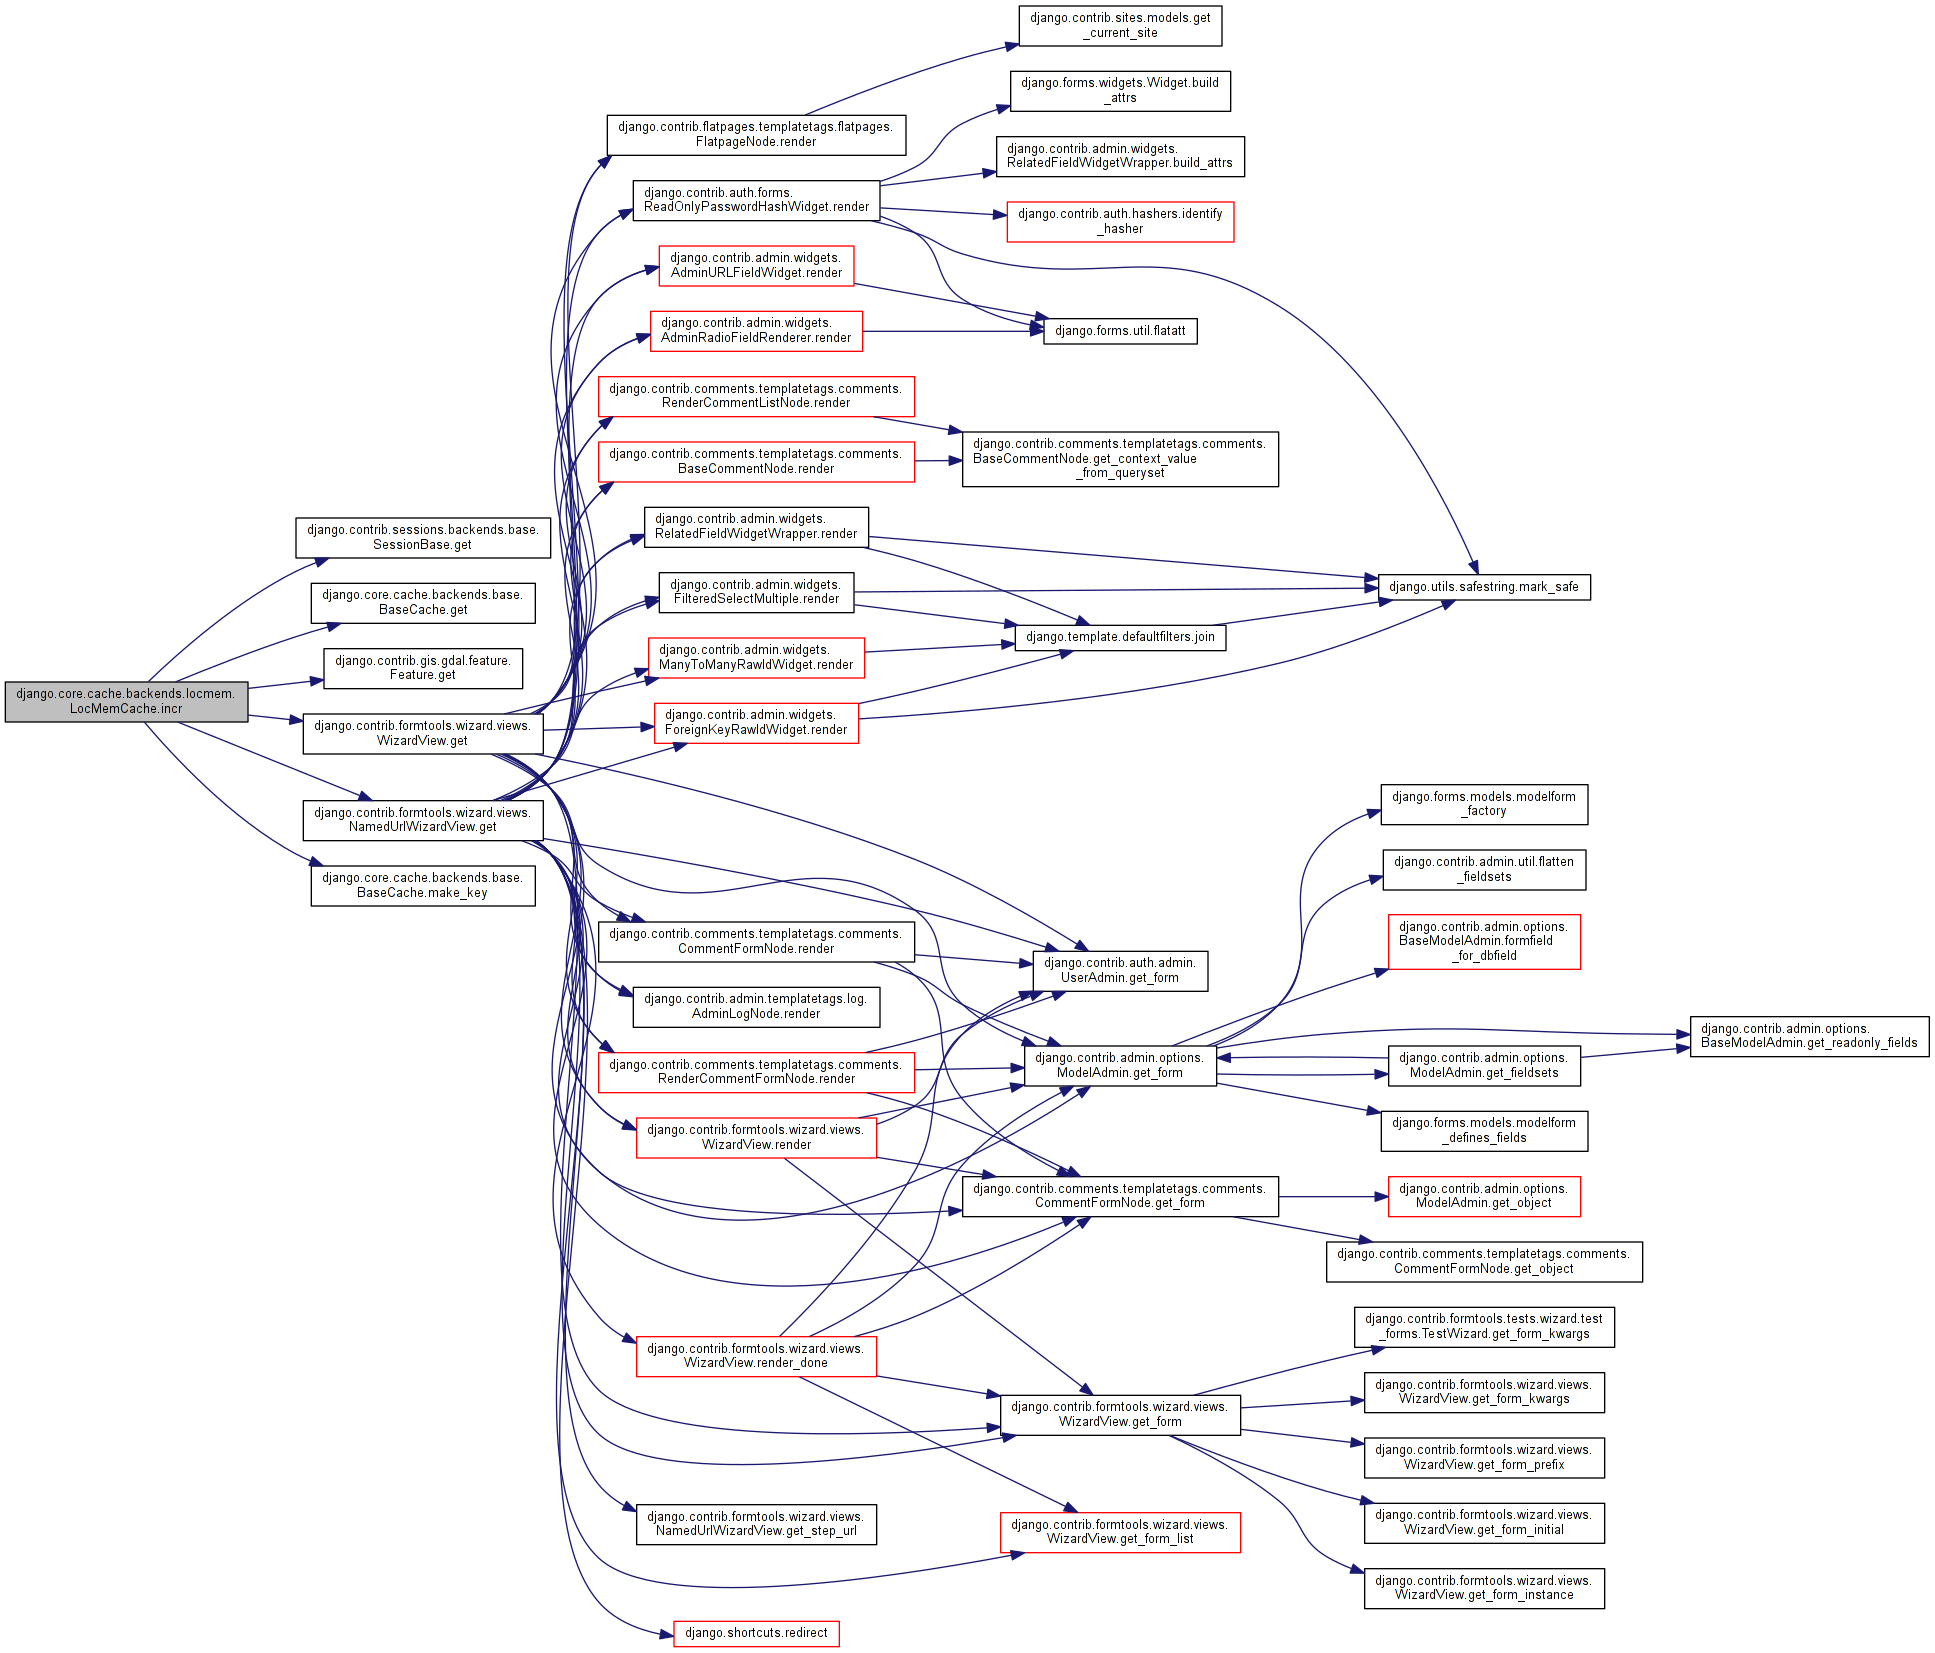 django.core.cache.backends.locmem.
LocMemCache.incr
django.contrib.sessions.backends.base.
SessionBase.get
django.core.cache.backends.base.
BaseCache.get
django.contrib.gis.gdal.feature.
Feature.get
django.contrib.formtools.wizard.views.
WizardView.get
django.contrib.formtools.wizard.views.
NamedUrlWizardView.get
django.core.cache.backends.base.
BaseCache.make_key
django.contrib.flatpages.templatetags.flatpages.
FlatpageNode.render
django.contrib.auth.forms.
ReadOnlyPasswordHashWidget.render
django.contrib.admin.widgets.
AdminURLFieldWidget.render
django.contrib.admin.widgets.
AdminRadioFieldRenderer.render
django.contrib.comments.templatetags.comments.
RenderCommentListNode.render
django.contrib.comments.templatetags.comments.
BaseCommentNode.render
django.contrib.admin.widgets.
RelatedFieldWidgetWrapper.render
django.contrib.admin.widgets.
FilteredSelectMultiple.render
django.contrib.admin.widgets.
ManyToManyRawIdWidget.render
django.contrib.admin.widgets.
ForeignKeyRawIdWidget.render
django.contrib.comments.templatetags.comments.
CommentFormNode.render
django.contrib.admin.templatetags.log.
AdminLogNode.render
django.contrib.comments.templatetags.comments.
RenderCommentFormNode.render
django.contrib.formtools.wizard.views.
WizardView.render
django.contrib.formtools.wizard.views.
WizardView.render_done
django.contrib.formtools.wizard.views.
NamedUrlWizardView.get_step_url
django.shortcuts.redirect
django.contrib.sites.models.get
_current_site
django.forms.widgets.Widget.build
_attrs
django.contrib.admin.widgets.
RelatedFieldWidgetWrapper.build_attrs
django.contrib.auth.hashers.identify
_hasher
django.forms.util.flatatt
django.contrib.comments.templatetags.comments.
BaseCommentNode.get_context_value
_from_queryset
django.template.defaultfilters.join
django.contrib.auth.admin.
UserAdmin.get_form
django.contrib.admin.options.
ModelAdmin.get_form
django.contrib.comments.templatetags.comments.
CommentFormNode.get_form
django.contrib.formtools.wizard.views.
WizardView.get_form
django.contrib.formtools.wizard.views.
WizardView.get_form_list
django.utils.safestring.mark_safe
django.forms.models.modelform
_factory
django.contrib.admin.util.flatten
_fieldsets
django.contrib.admin.options.
BaseModelAdmin.formfield
_for_dbfield
django.contrib.admin.options.
ModelAdmin.get_fieldsets
django.forms.models.modelform
_defines_fields
django.contrib.admin.options.
ModelAdmin.get_object
django.contrib.comments.templatetags.comments.
CommentFormNode.get_object
django.contrib.formtools.tests.wizard.test
_forms.TestWizard.get_form_kwargs
django.contrib.formtools.wizard.views.
WizardView.get_form_kwargs
django.contrib.formtools.wizard.views.
WizardView.get_form_prefix
django.contrib.formtools.wizard.views.
WizardView.get_form_initial
django.contrib.formtools.wizard.views.
WizardView.get_form_instance
django.contrib.admin.options.
BaseModelAdmin.get_readonly_fields